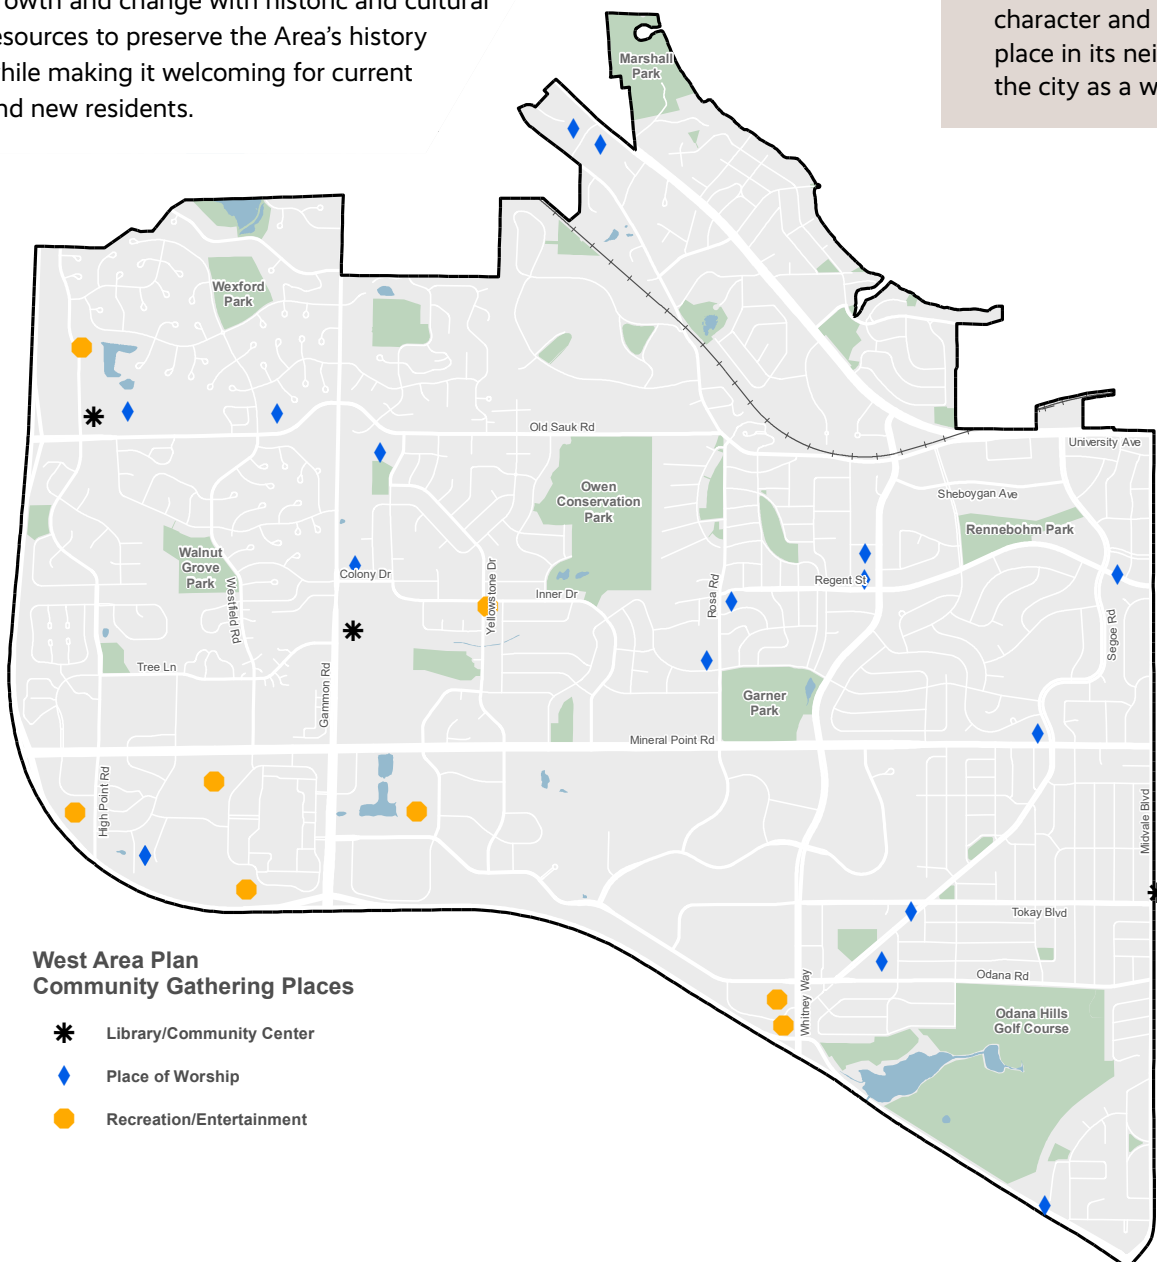 rowth and change with historic and cultural
esources to preserve the Area's history
hile making it welcoming for current
nd new residents.
character and
place in its nei
the city as a w
Marshall
Park
Wexford
Park
Old Sauk Rd
University Ave
Owen
Conservation
Park
Sheboygan Ave
Rennebohm Park
Walnut
Grove
Park
Westfield Rd
Colony Dr
Yellowstone Dr
Inner Dr
Rosa Rd
Regent St
Segoe Rd
Tree Ln
Gammon Rd
Garner
Park
Mineral Point Rd
High Point Rd
Midvale Blvd
Tokay Blvd
Odana Rd
Whitney Way
Odana Hills
Golf Course
West Area Plan
Community Gathering Places
Library/Community Center
Place of Worship
Recreation/Entertainment